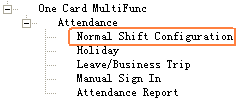 One Card MultiFunc
Attendance
Normal Shift Configuration
Holiday
Leave/Business Trip
Manual Sign In
Attendance Report